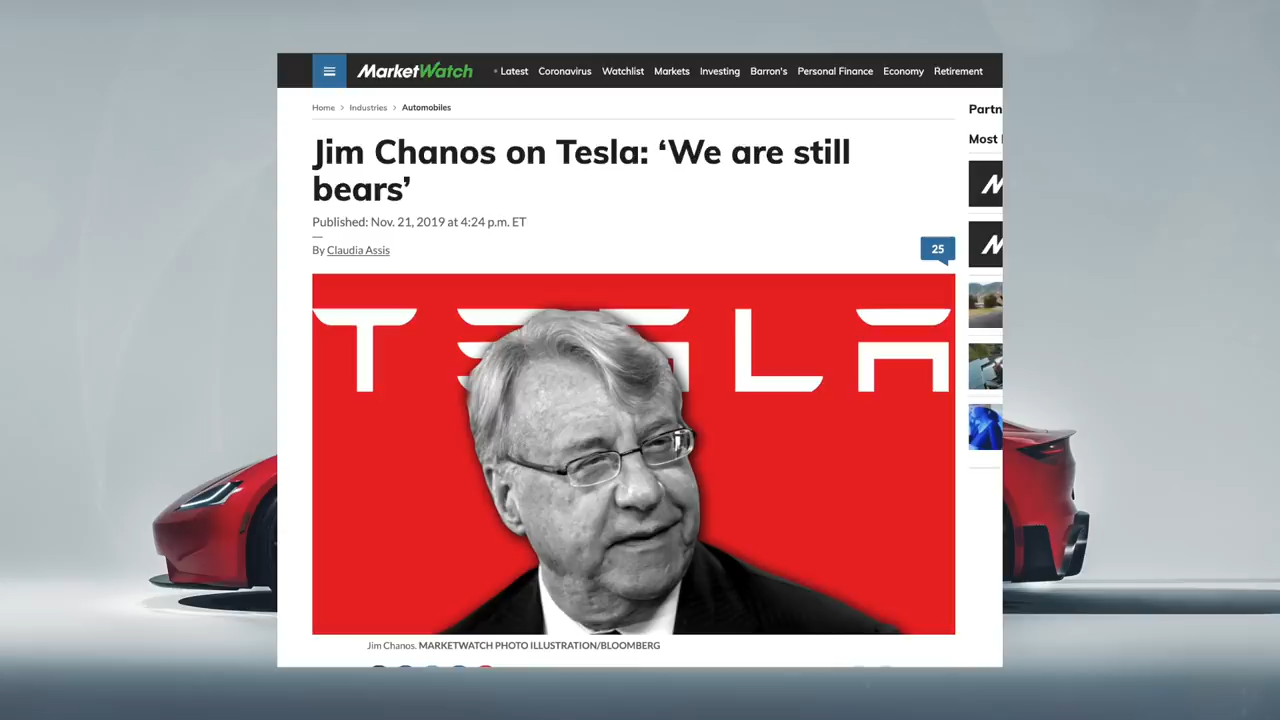 MarketWatch
Latest Coronavirus Watchlist Markets Investing Barron's Personal Finance Economy Retirement
Home > Industries > Automobiles
Partn
Most
Jim Chanos on Tesla: ‘We are still
bears’
Published: Nov. 21, 2019 at 4:24 p.m. ET
By Claudia Assis
25
TESLA
Jim Chanos. MARKETWATCH PHOTO ILLUSTRATION/BLOOMBERG